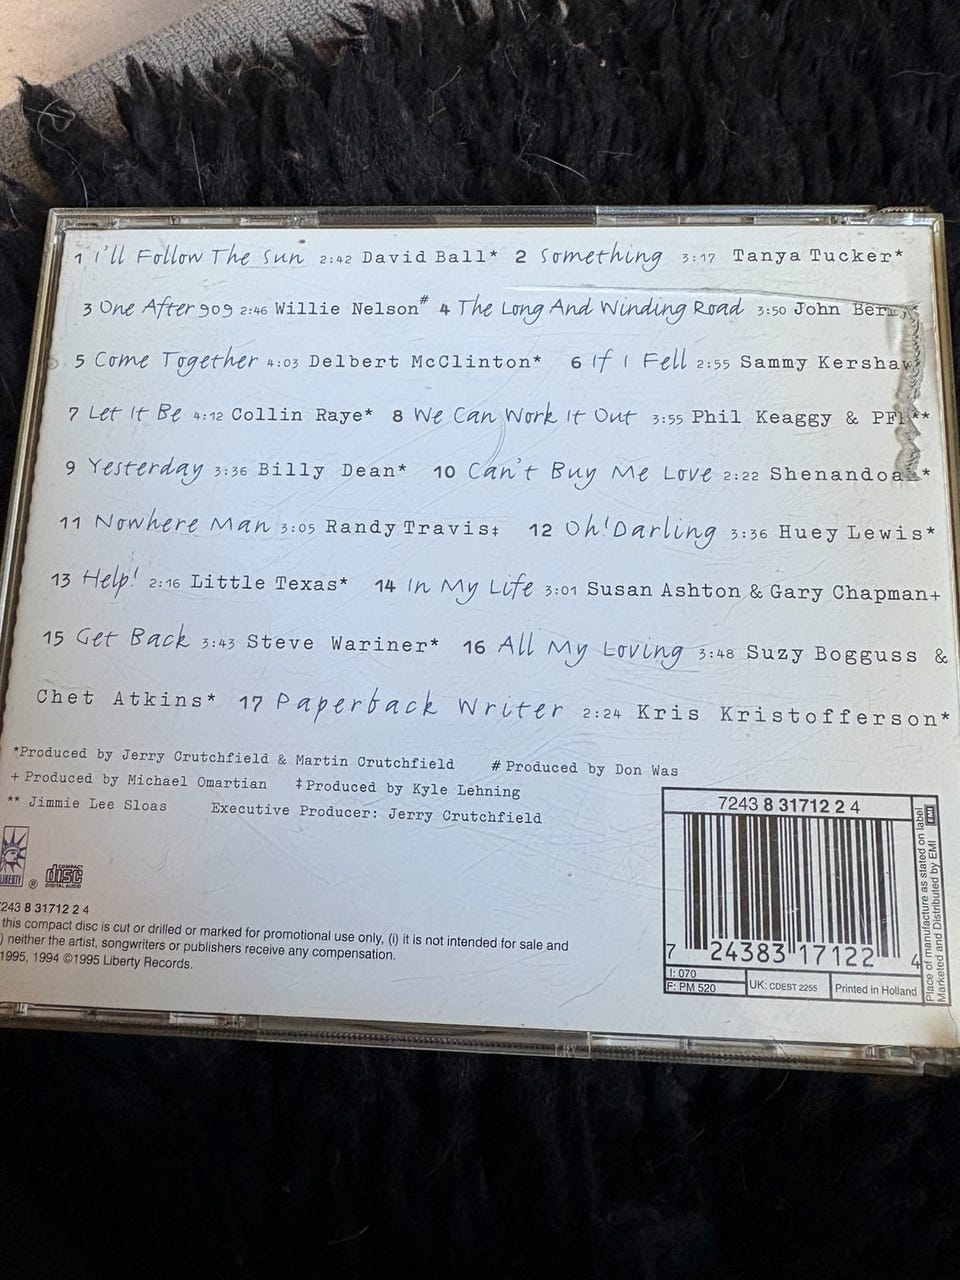 1 I'll Follow The Sun 2:42 David Ball* 2 Something 3:17 Tanya Tucker*
3 One After 909 2:46 Willie Nelson# 4 The Long And Winding Road 3:50 John Berry*
5 Come Together 4:03 Delbert McClinton* 6 If I Fell 2:55 Sammy Kershaw
7 Let It Be 4:12 Collin Raye* 8 We Can Work It Out 3:55 Phil Keaggy & PFR**
9 Yesterday 3:36 Billy Dean* 10 Can't Buy Me Love 2:22 Shenandoa *
11 Nowhere Man 3:05 Randy Travis‡ 12 Oh! Darling 3:36 Huey Lewis*
13 Help! 2:16 Little Texas* 14 In My Life 3:01 Susan Ashton & Gary Chapman+
15 Get Back 3:43 Steve Wariner* 16 All My Loving 3:48 Suzy Bogguss &
Chet Atkins* 17 Paperback Writer 2:24 Kris Kristofferson*
*Produced by Jerry Crutchfield & Martin Crutchfield # Produced by Don Was
+ Produced by Michael Omartian ‡Produced by Kyle Lehning
** Jimmie Lee Sloas Executive Producer: Jerry Crutchfield
LIBERTY ® COMPACT disc DIGITAL AUDIO
7243 8 31712 2 4
this compact disc is cut or drilled or marked for promotional use only, (i) it is not intended for sale and
) neither the artist, songwriters or publishers receive any compensation.
1995, 1994 ©1995 Liberty Records.
7243 8 31712 2 4
7 24383 17122 4
I: 070
F: PM 520
UK: CDEST 2255
Printed in Holland
Place of manufacture as stated on label
Marketed and Distributed by EMI
EMI